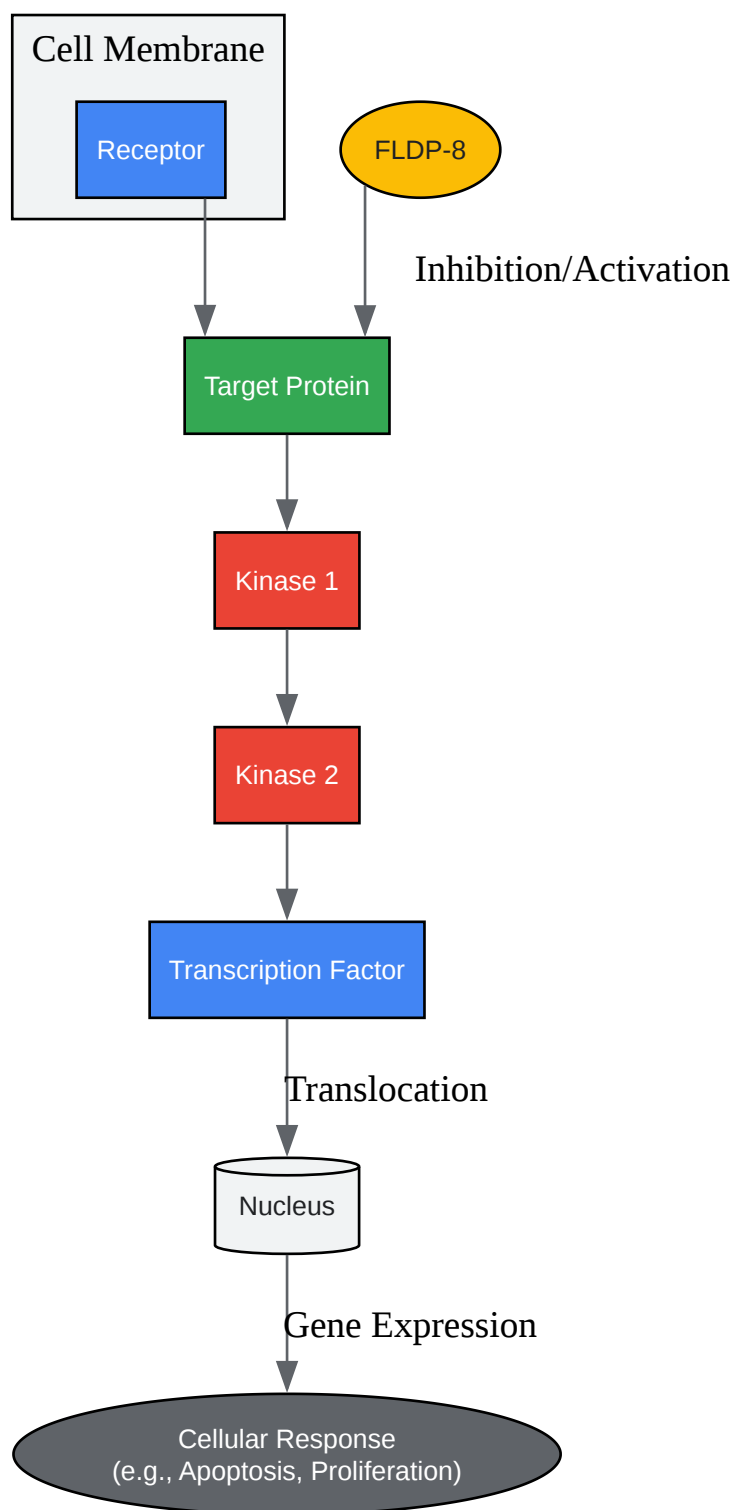 Cell Membrane
Receptor
FLDP-8
Inhibition/Activation
Target Protein
Kinase 1
Kinase 2
Transcription Factor
Translocation
Nucleus
Gene Expression
Cellular Response
(e.g., Apoptosis, Proliferation)